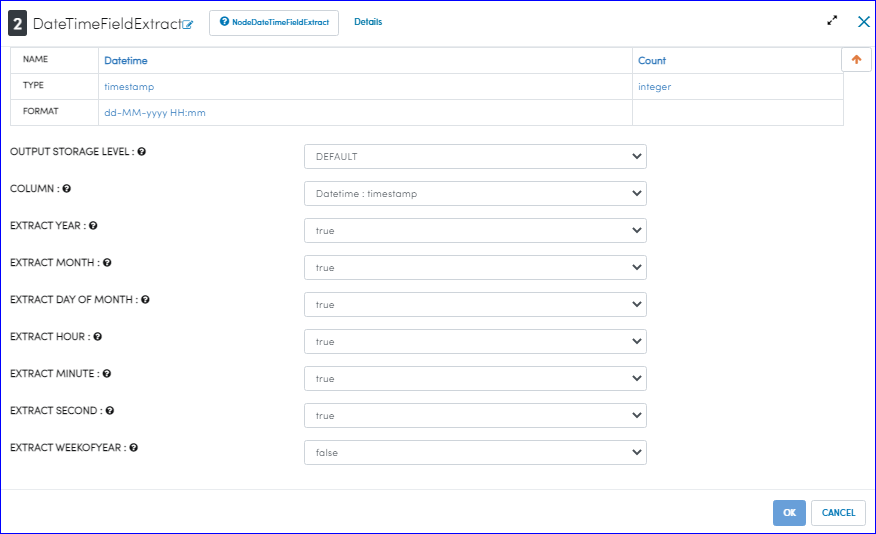 2 DateTimeFieldExtract NodeDateTimeFieldExtract Details
NAME Datetime Count
TYPE timestamp integer
FORMAT dd-MM-yyyy HH:mm
OUTPUT STORAGE LEVEL : DEFAULT
COLUMN : Datetime : timestamp
EXTRACT YEAR : true
EXTRACT MONTH : true
EXTRACT DAY OF MONTH : true
EXTRACT HOUR : true
EXTRACT MINUTE : true
EXTRACT SECOND : true
EXTRACT WEEKOFYEAR : false
OK CANCEL